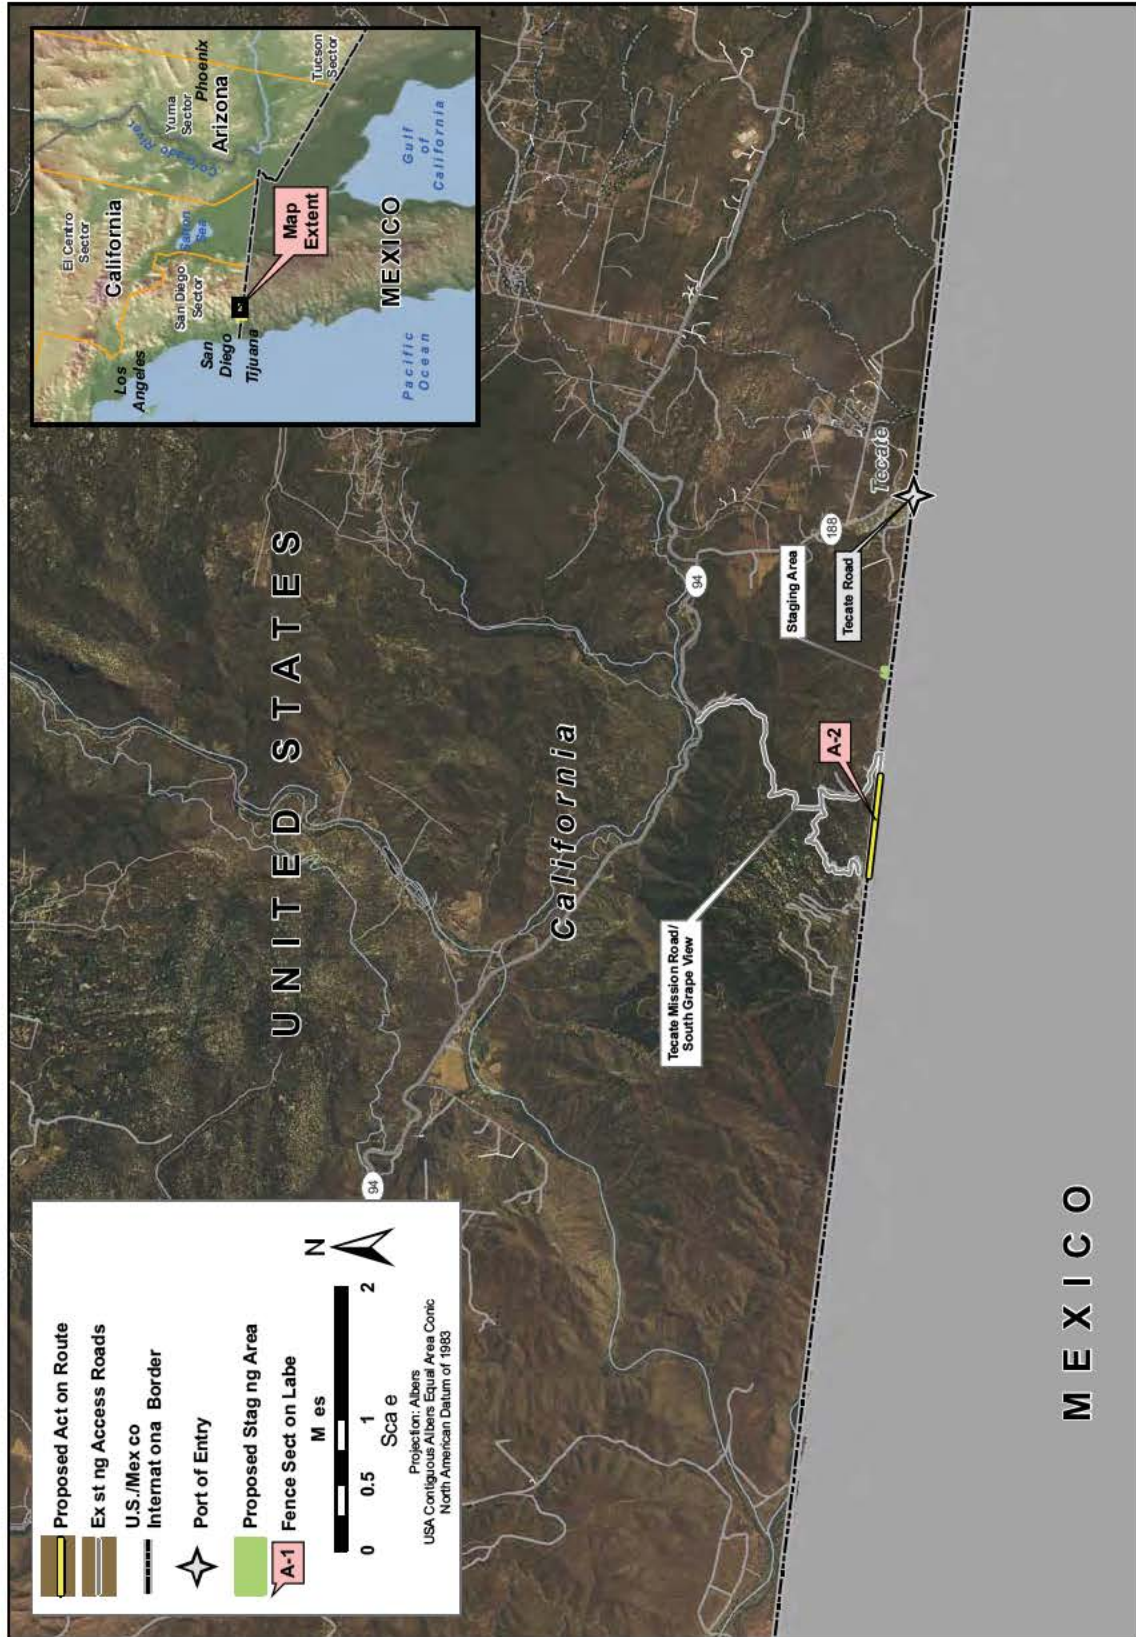 El Centro
Sector
California
Los
Angeles
San Diego
Sector
Salton
Sea
Colorado River
Yuma
Sector
Phoenix
Arizona
Tucson
Sector
San
Diego
Tijuana
Map
Extent
Pacific
Ocean
MEXICO
Gulf
of
California
UNITED STATES
California
94
94
188
Tecate
Staging Area
Tecate Road
A-2
Tecate Mission Road/
South Grape View
MEXICO
Proposed Act on Route
Ex st ng Access Roads
U.S./Mex co
Internat ona Border
Port of Entry
Proposed Stag ng Area
A-1
Fence Sect on Labe
M es
0 0.5 1 2
Sca e
N
Projection: Albers
USA Contiguous Albers Equal Area Conic
North American Datum of 1983